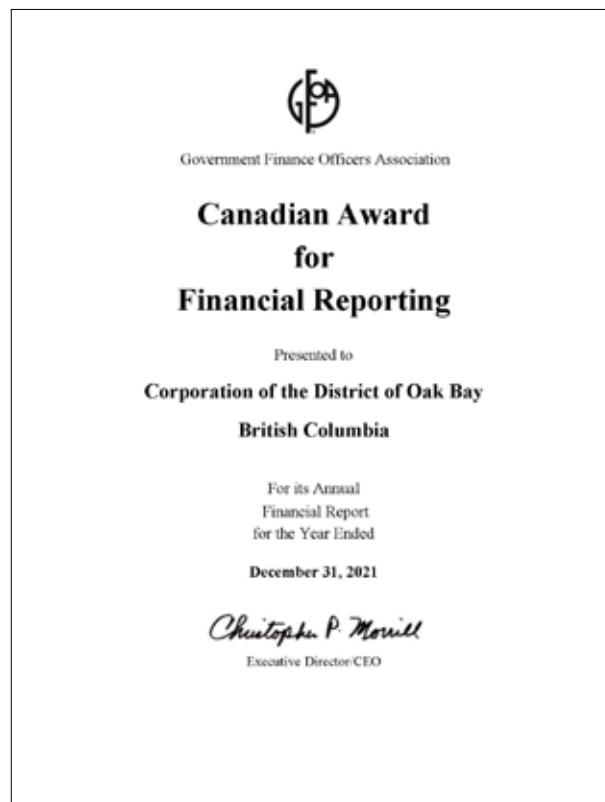 GFOA
Government Finance Officers Association
Canadian Award
for
Financial Reporting
Presented to
Corporation of the District of Oak Bay
British Columbia
For its Annual
Financial Report
for the Year Ended
December 31, 2021
Christopher P. Morrill
Executive Director/CEO